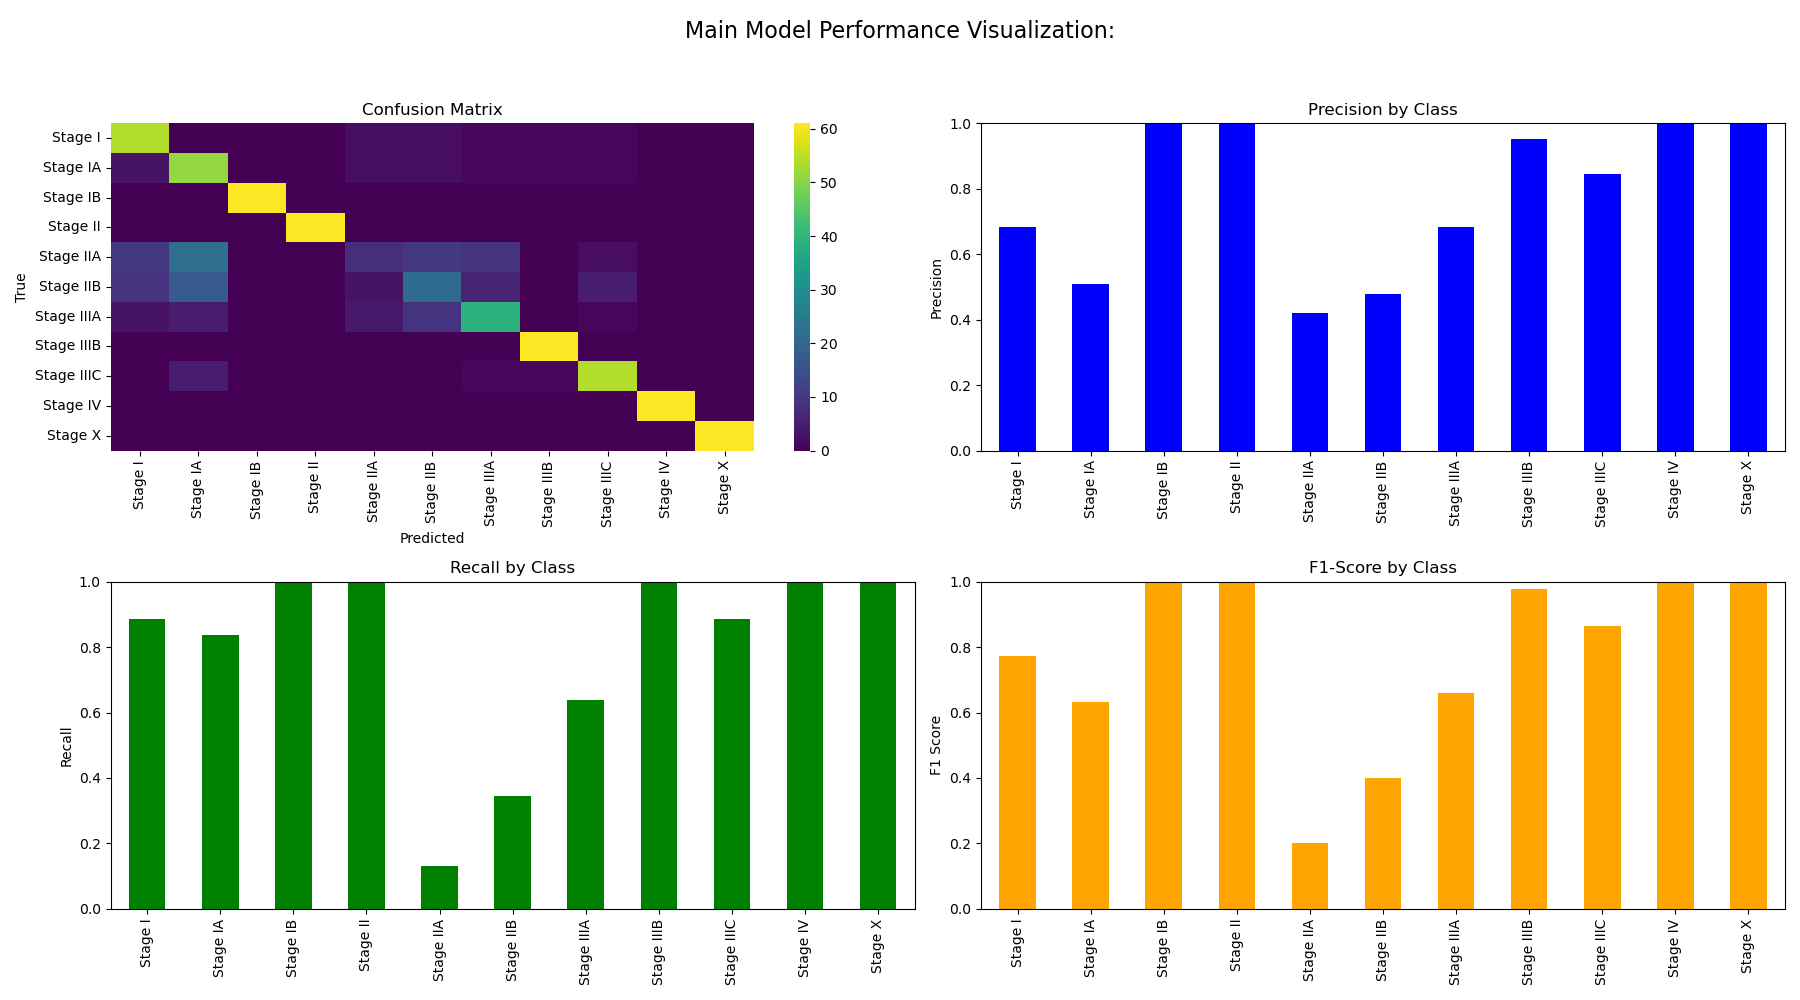 Main Model Performance Visualization:
Confusion Matrix
True
Stage I
Stage IA
Stage IB
Stage II
Stage IIA
Stage IIB
Stage IIIA
Stage IIIB
Stage IIIC
Stage IV
Stage X
Stage I
Stage IA
Stage IB
Stage II
Stage IIA
Stage IIB
Stage IIIA
Stage IIIB
Stage IIIC
Stage IV
Stage X
Predicted
60
50
40
30
20
10
0
Precision by Class
Precision
1.0
0.8
0.6
0.4
0.2
0.0
Stage I
Stage IA
Stage IB
Stage II
Stage IIA
Stage IIB
Stage IIIA
Stage IIIB
Stage IIIC
Stage IV
Stage X
Recall by Class
Recall
1.0
0.8
0.6
0.4
0.2
0.0
Stage I
Stage IA
Stage IB
Stage II
Stage IIA
Stage IIB
Stage IIIA
Stage IIIB
Stage IIIC
Stage IV
Stage X
F1-Score by Class
F1 Score
1.0
0.8
0.6
0.4
0.2
0.0
Stage I
Stage IA
Stage IB
Stage II
Stage IIA
Stage IIB
Stage IIIA
Stage IIIB
Stage IIIC
Stage IV
Stage X